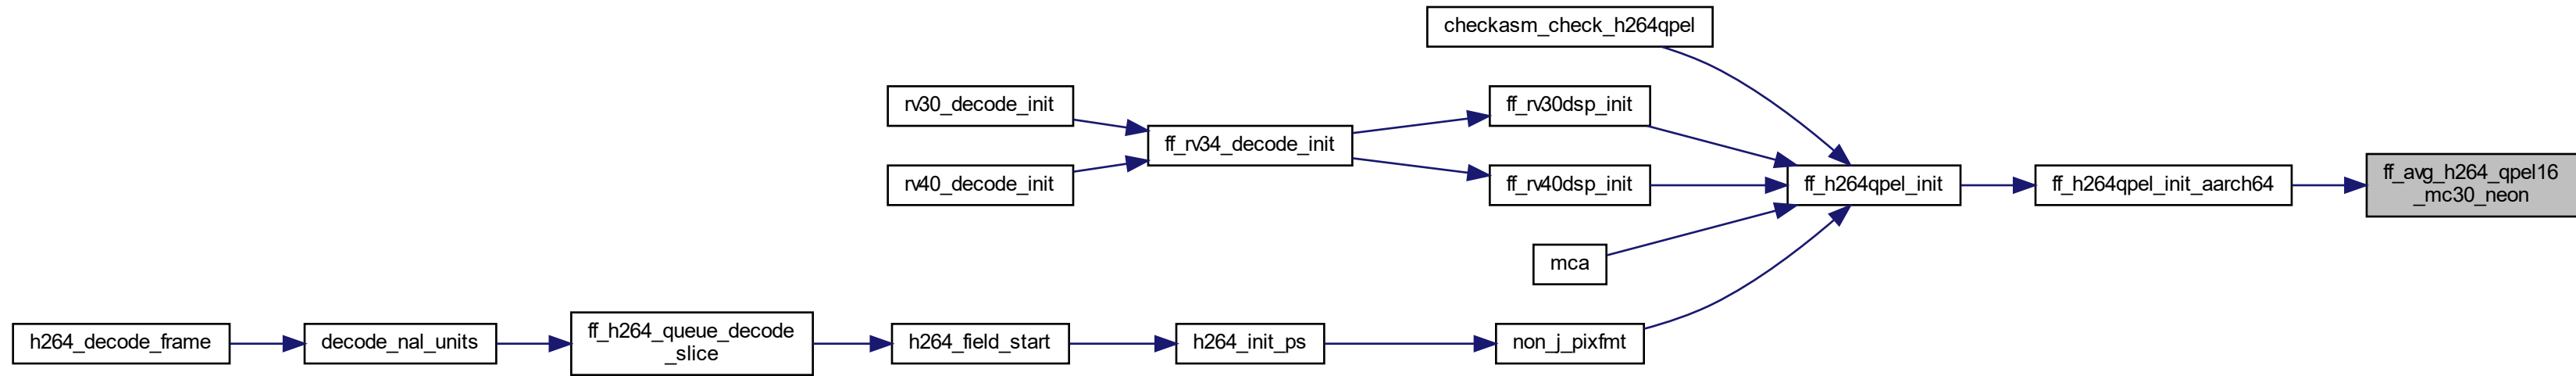 checkasm_check_h264qpel
rv30_decode_init
ff_rv30dsp_init
ff_rv34_decode_init
ff_avg_h264_qpel16
_mc30_neon
rv40_decode_init
ff_rv40dsp_init
ff_h264qpel_init
ff_h264qpel_init_aarch64
mca
h264_decode_frame
decode_nal_units
ff_h264_queue_decode
_slice
h264_field_start
h264_init_ps
non_j_pixfmt